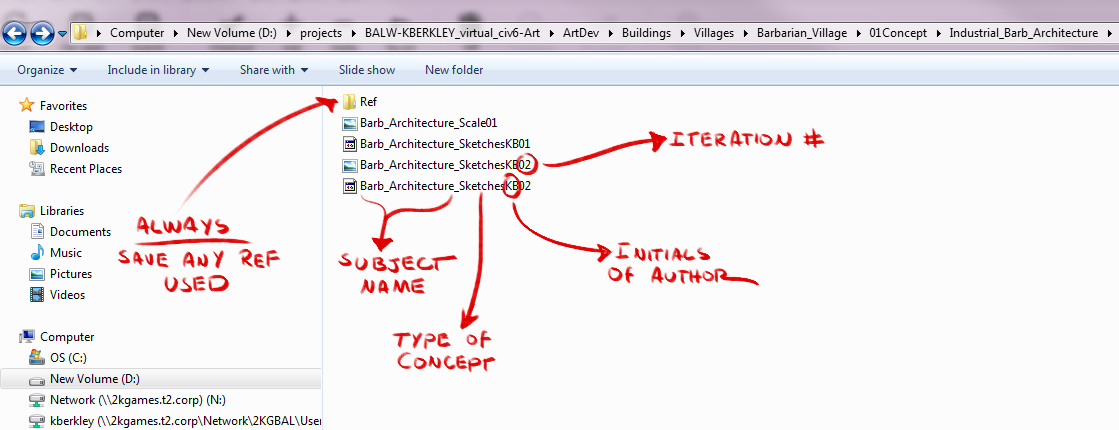 Computer ▸ New Volume (D:) ▸ projects ▸ BALW-KBERKLEY_virtual_civ6-Art ▸ ArtDev ▸ Buildings ▸ Villages ▸ Barbarian_Village ▸ 01Concept ▸ Industrial_Barb_Architecture ▸
Organize ▾ Include in library ▾ Share with ▾ Slide show New folder
Favorites
Desktop
Downloads
Recent Places
Libraries
Documents
Music
Pictures
Videos
Computer
OS (C:)
New Volume (D:)
Network (\\2kgames.t2.corp) (N:)
kberkley (\\2kgames.t2.corp\Network\2KGBAL\User
Ref
Barb_Architecture_Scale01
Barb_Architecture_SketchesKB01
Barb_Architecture_SketchesKB02
Barb_Architecture_SketchesKB02
ITERATION #
ALWAYS
SAVE ANY REF
USED
SUBJECT
NAME
INITIALS
OF AUTHOR
TYPE OF
CONCEPT